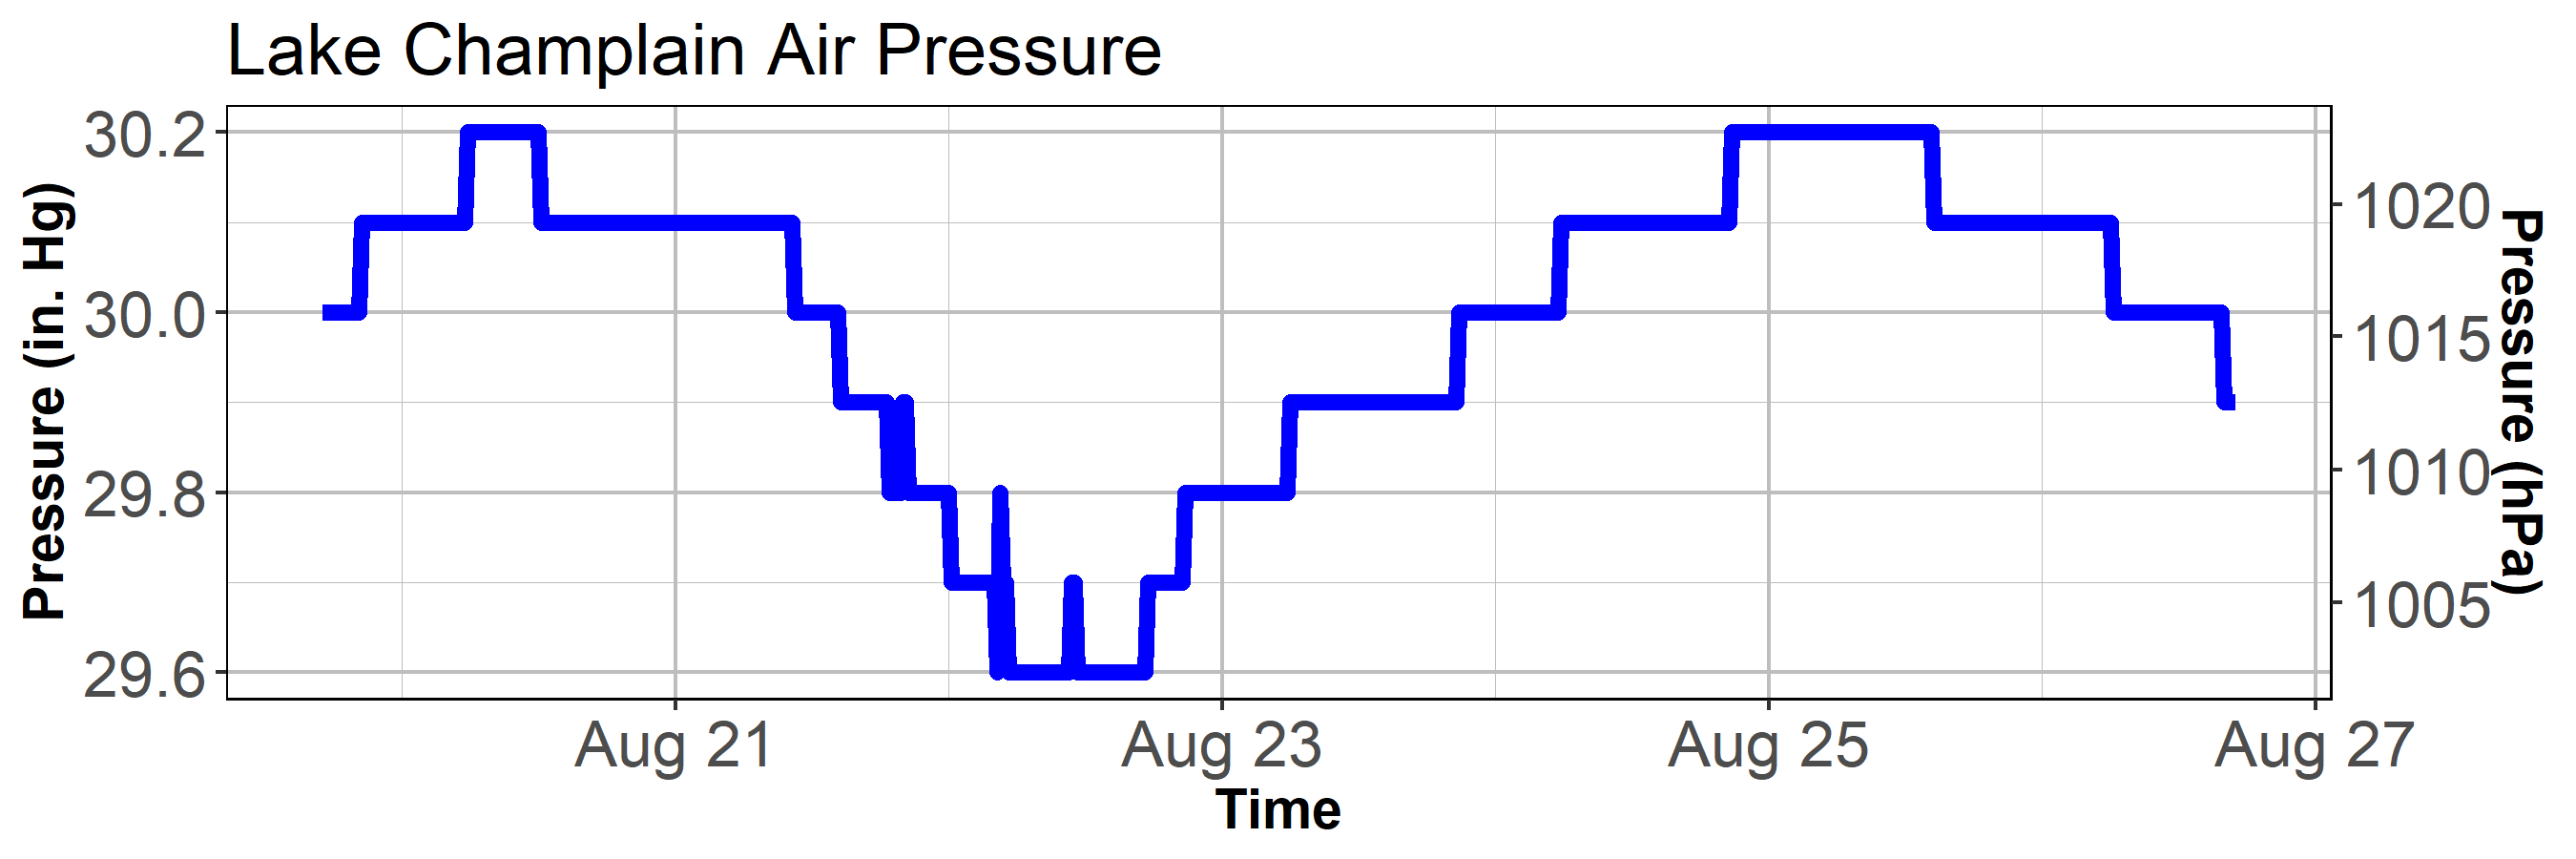 Lake Champlain Air Pressure
Pressure (in. Hg)
30.2
30.0
29.8
29.6
1020
1015
1010
1005
Pressure (hPa)
Aug 21
Aug 23
Aug 25
Aug 27
Time